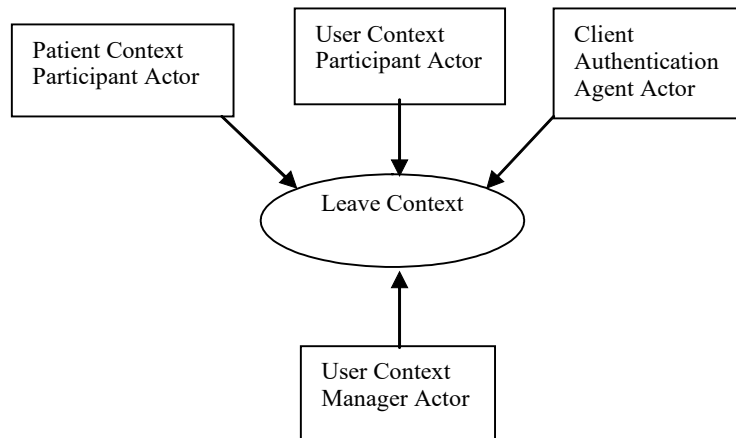 Patient Context
Participant Actor
User Context
Participant Actor
Client
Authentication
Agent Actor
Leave Context
User Context
Manager Actor